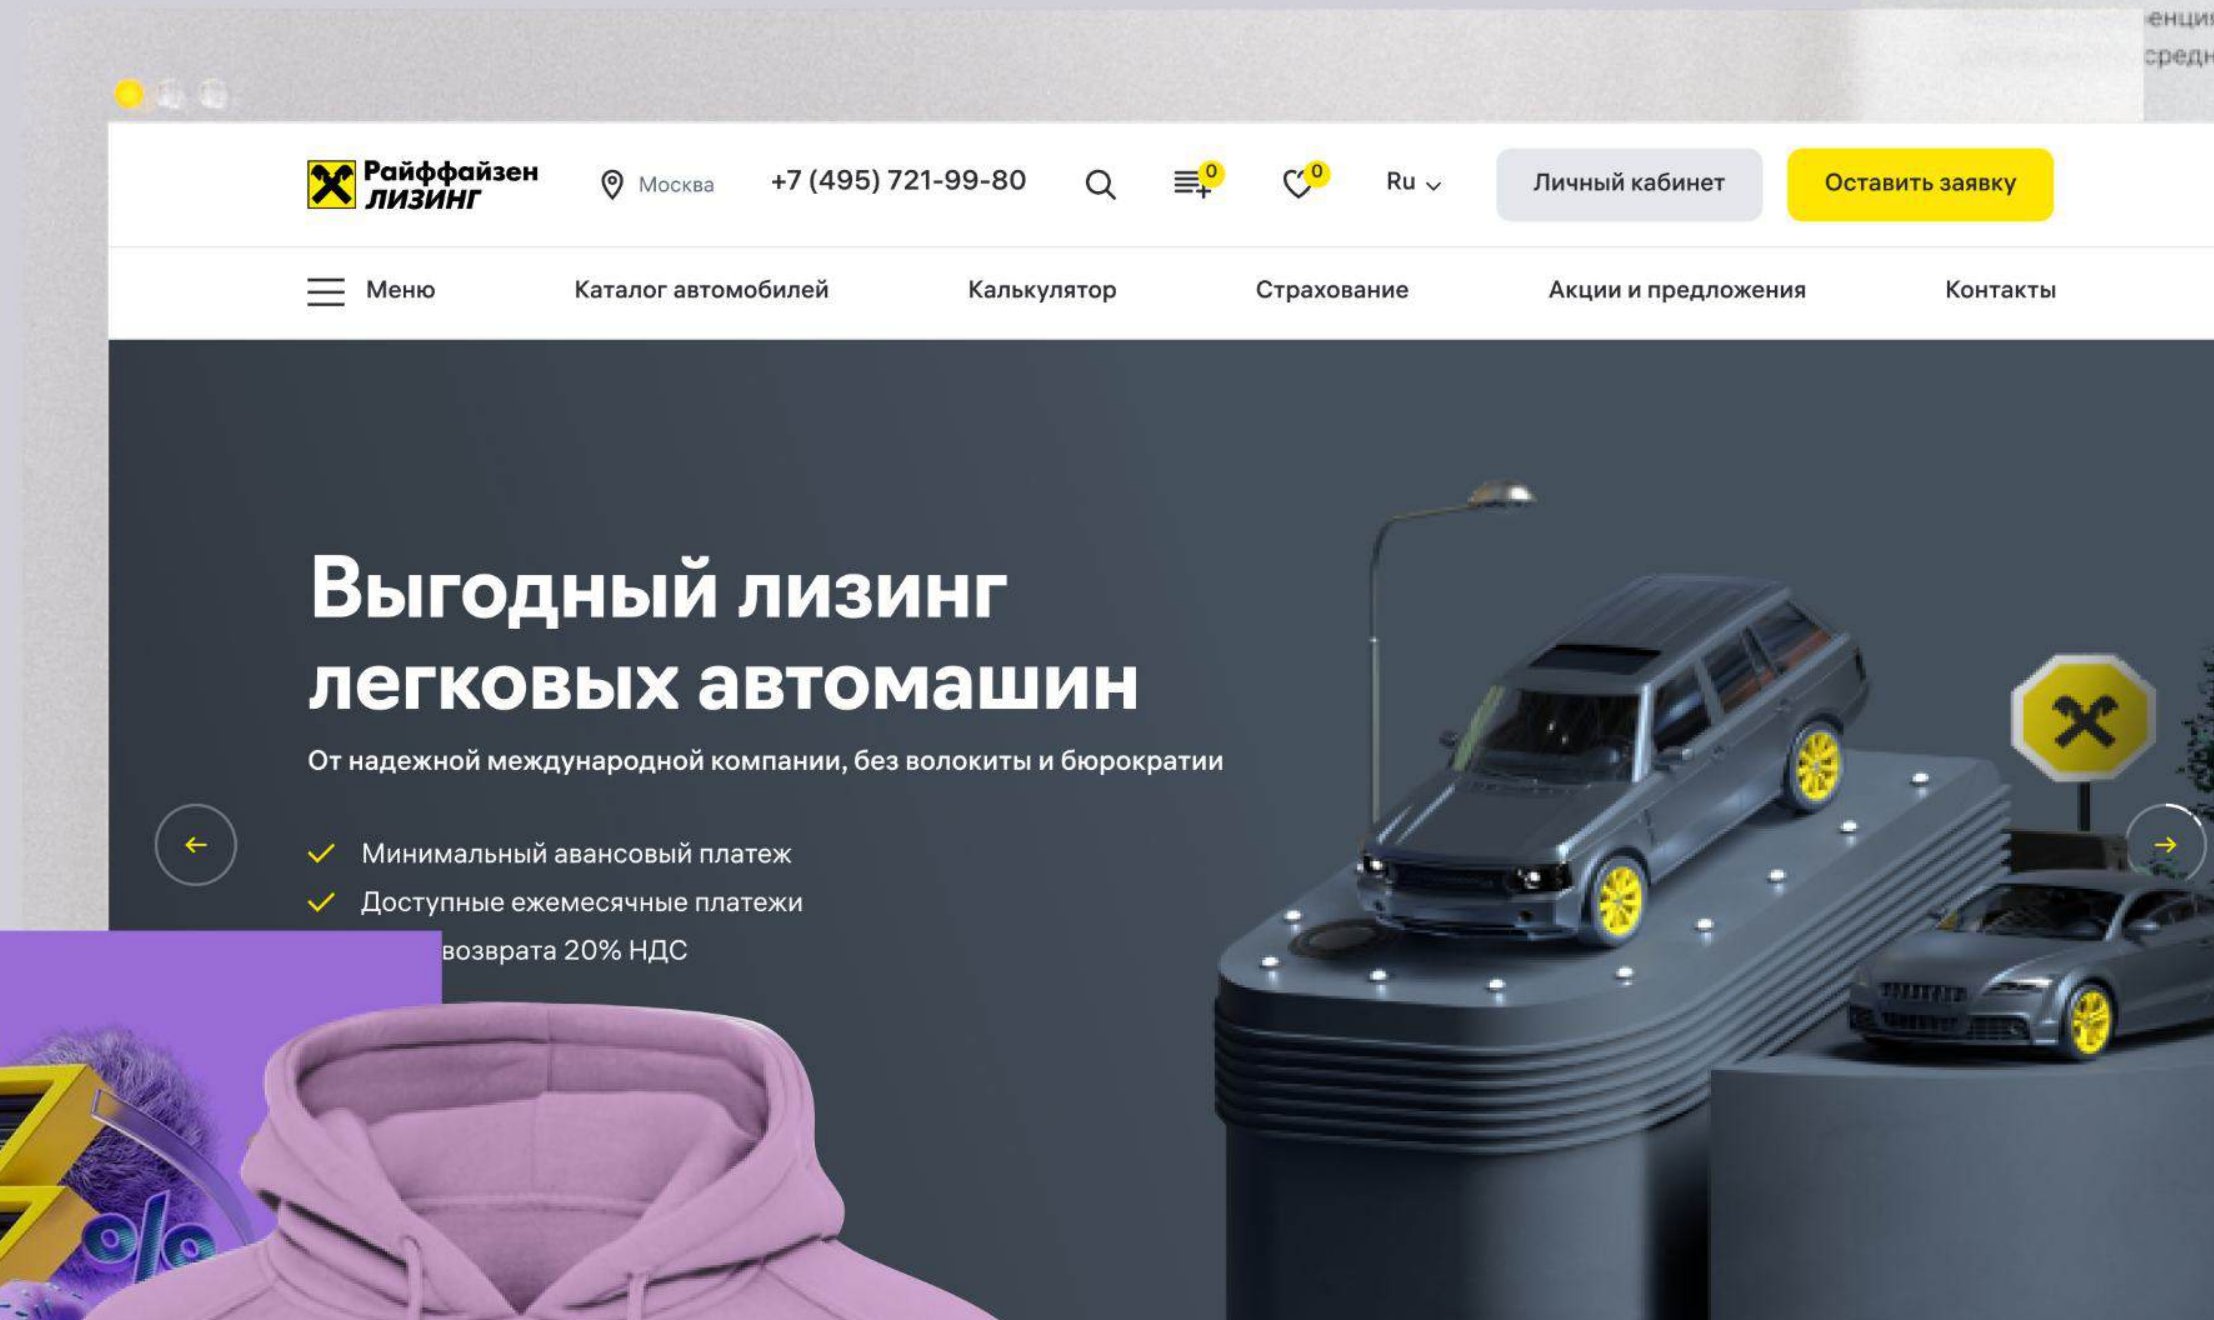 средн
Райффайзен
ЛИЗИНГ
Москва
+7 (495) 721-99-80
0
0
Ru
Личный кабинет
Оставить заявку
Меню
Каталог автомобилей
Калькулятор
Страхование
Акции и предложения
Контакты
Выгодный лизинг
легковых автомашин
От надежной международной компании, без волокиты и бюрократии
Минимальный авансовый платеж
Доступные ежемесячные платежи
возврата 20% НДС
%